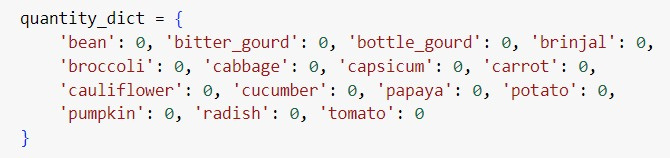 quantity_dict = {
    'bean': 0, 'bitter_gourd': 0, 'bottle_gourd': 0, 'brinjal': 0,
    'broccoli': 0, 'cabbage': 0, 'capsicum': 0, 'carrot': 0,
    'cauliflower': 0, 'cucumber': 0, 'papaya': 0, 'potato': 0,
    'pumpkin': 0, 'radish': 0, 'tomato': 0
}